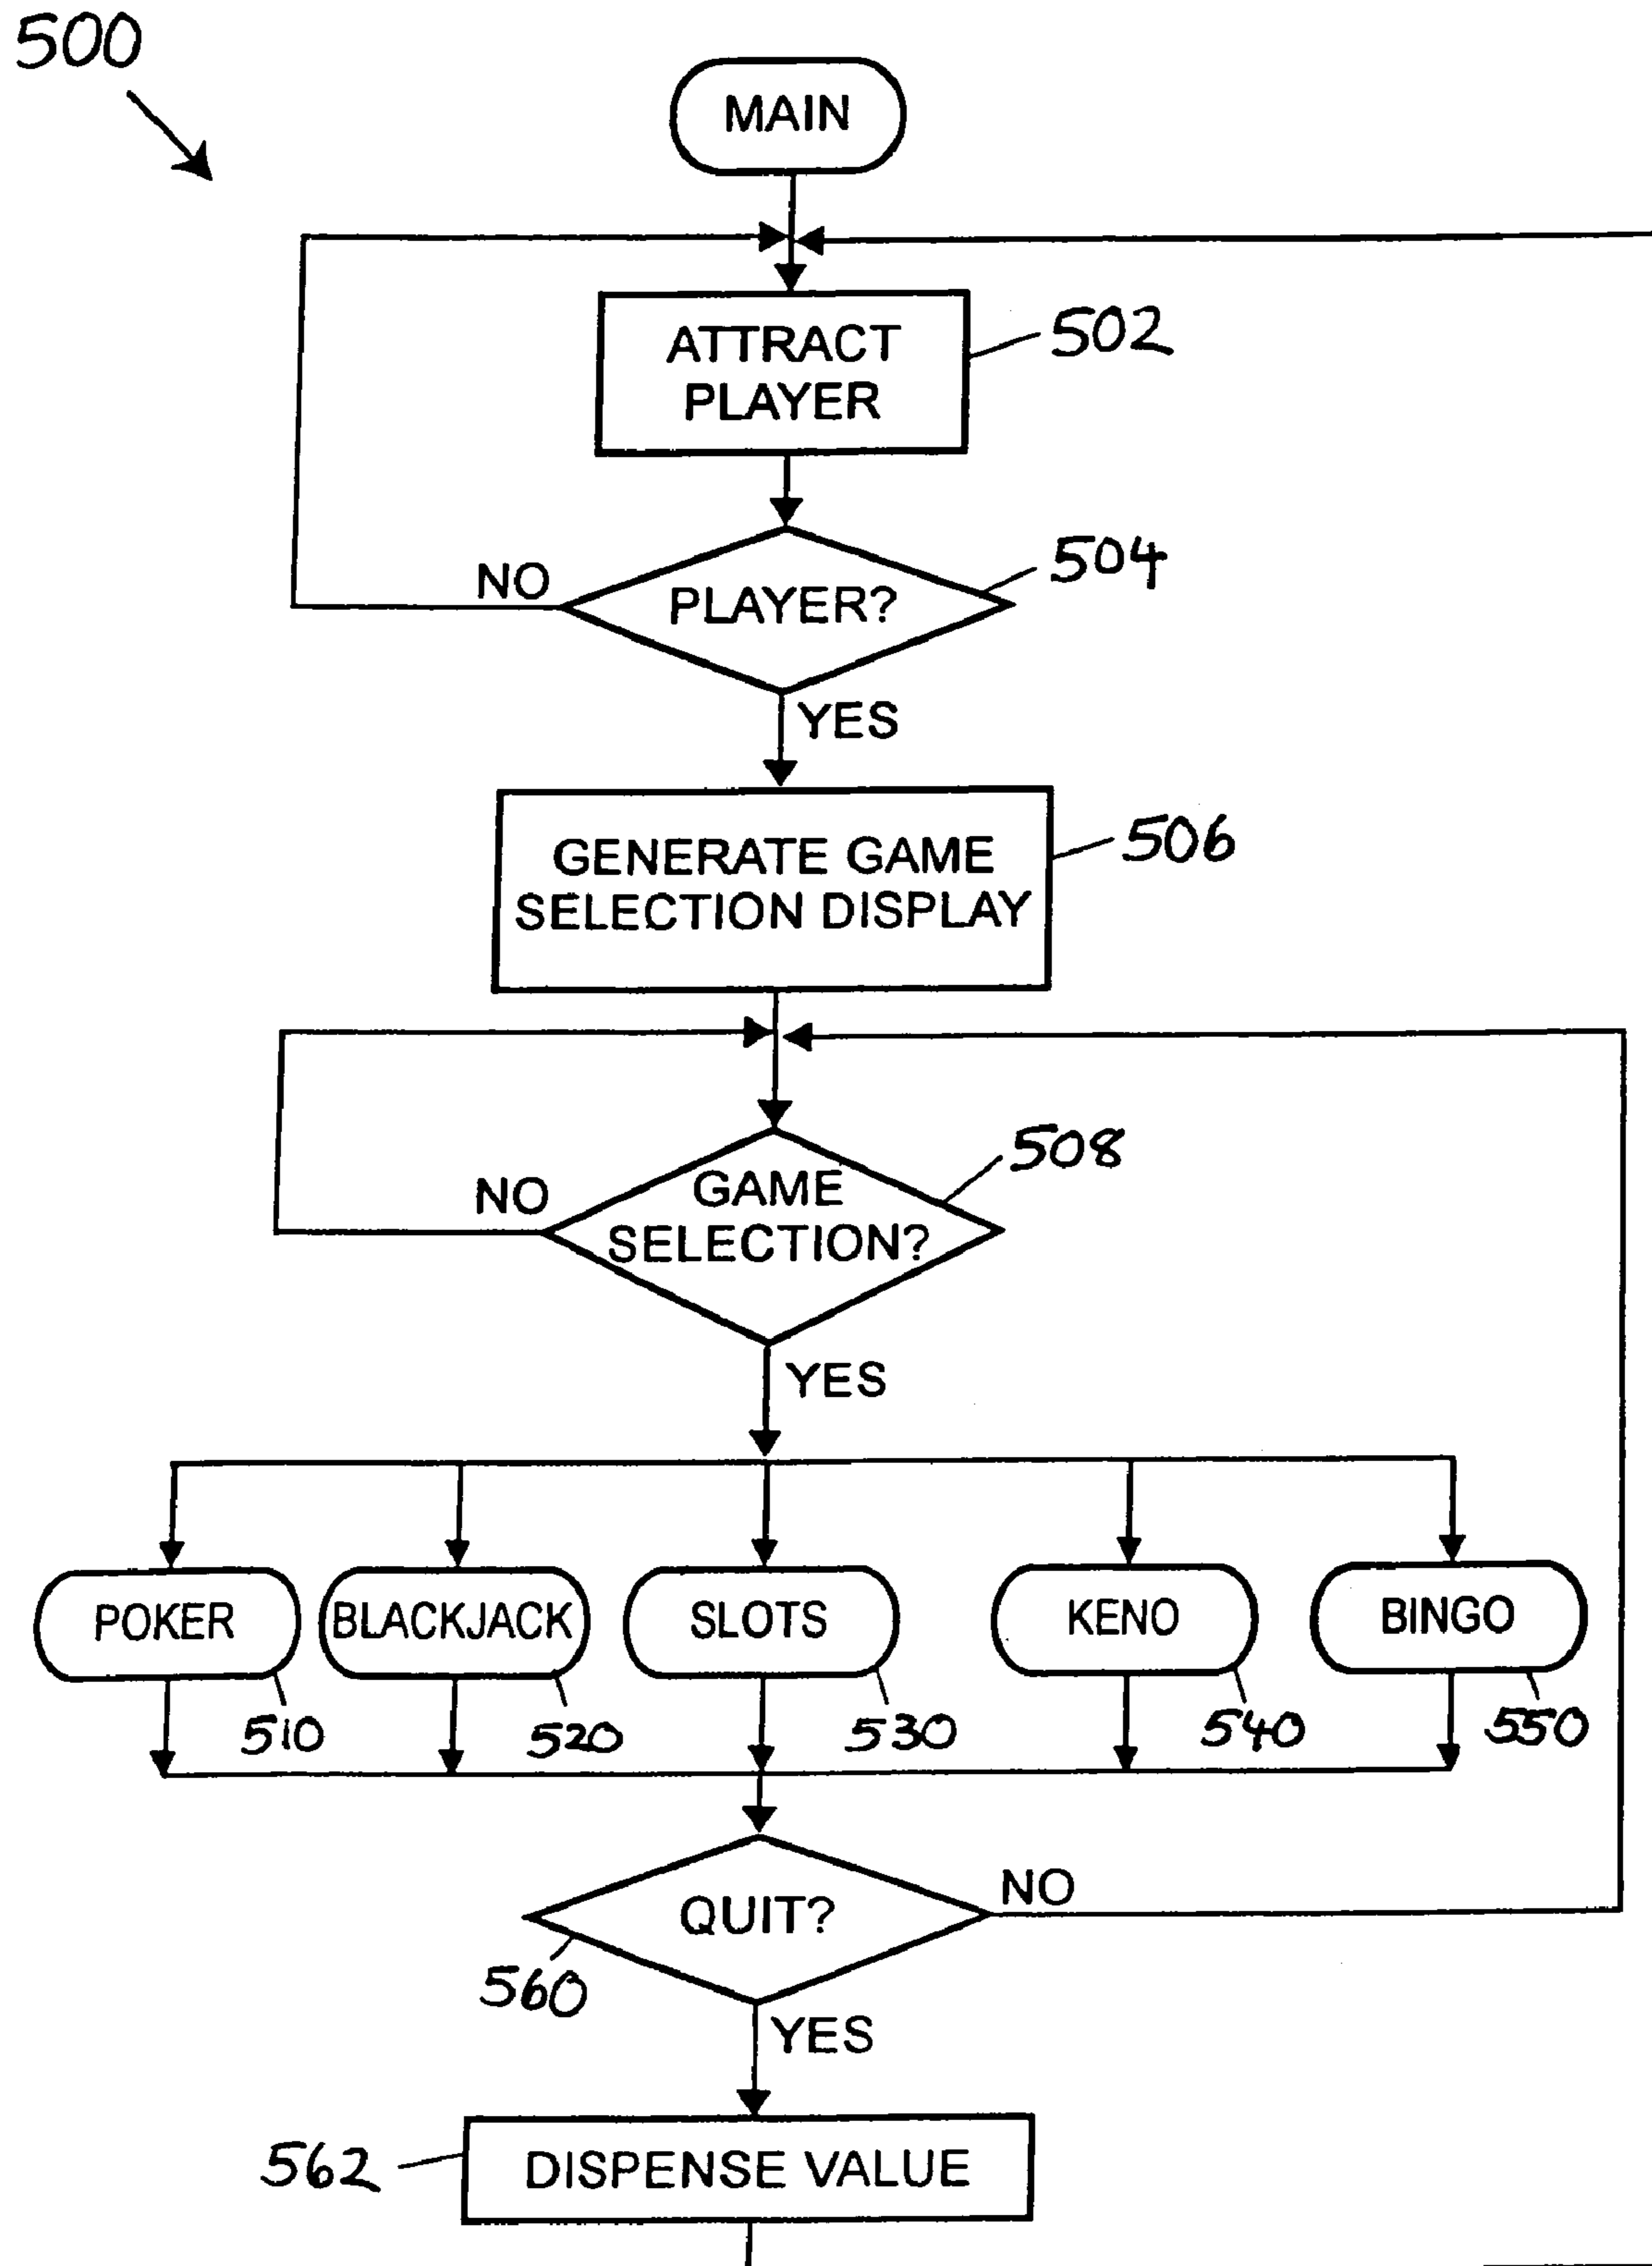 500
MAIN
ATTRACT
PLAYER
502
NO
PLAYER?
504
YES
GENERATE GAME
SELECTION DISPLAY
506
NO
GAME
SELECTION?
508
YES
POKER
BLACKJACK
SLOTS
KENO
BINGO
510
520
530
540
550
QUIT?
NO
560
YES
562
DISPENSE VALUE